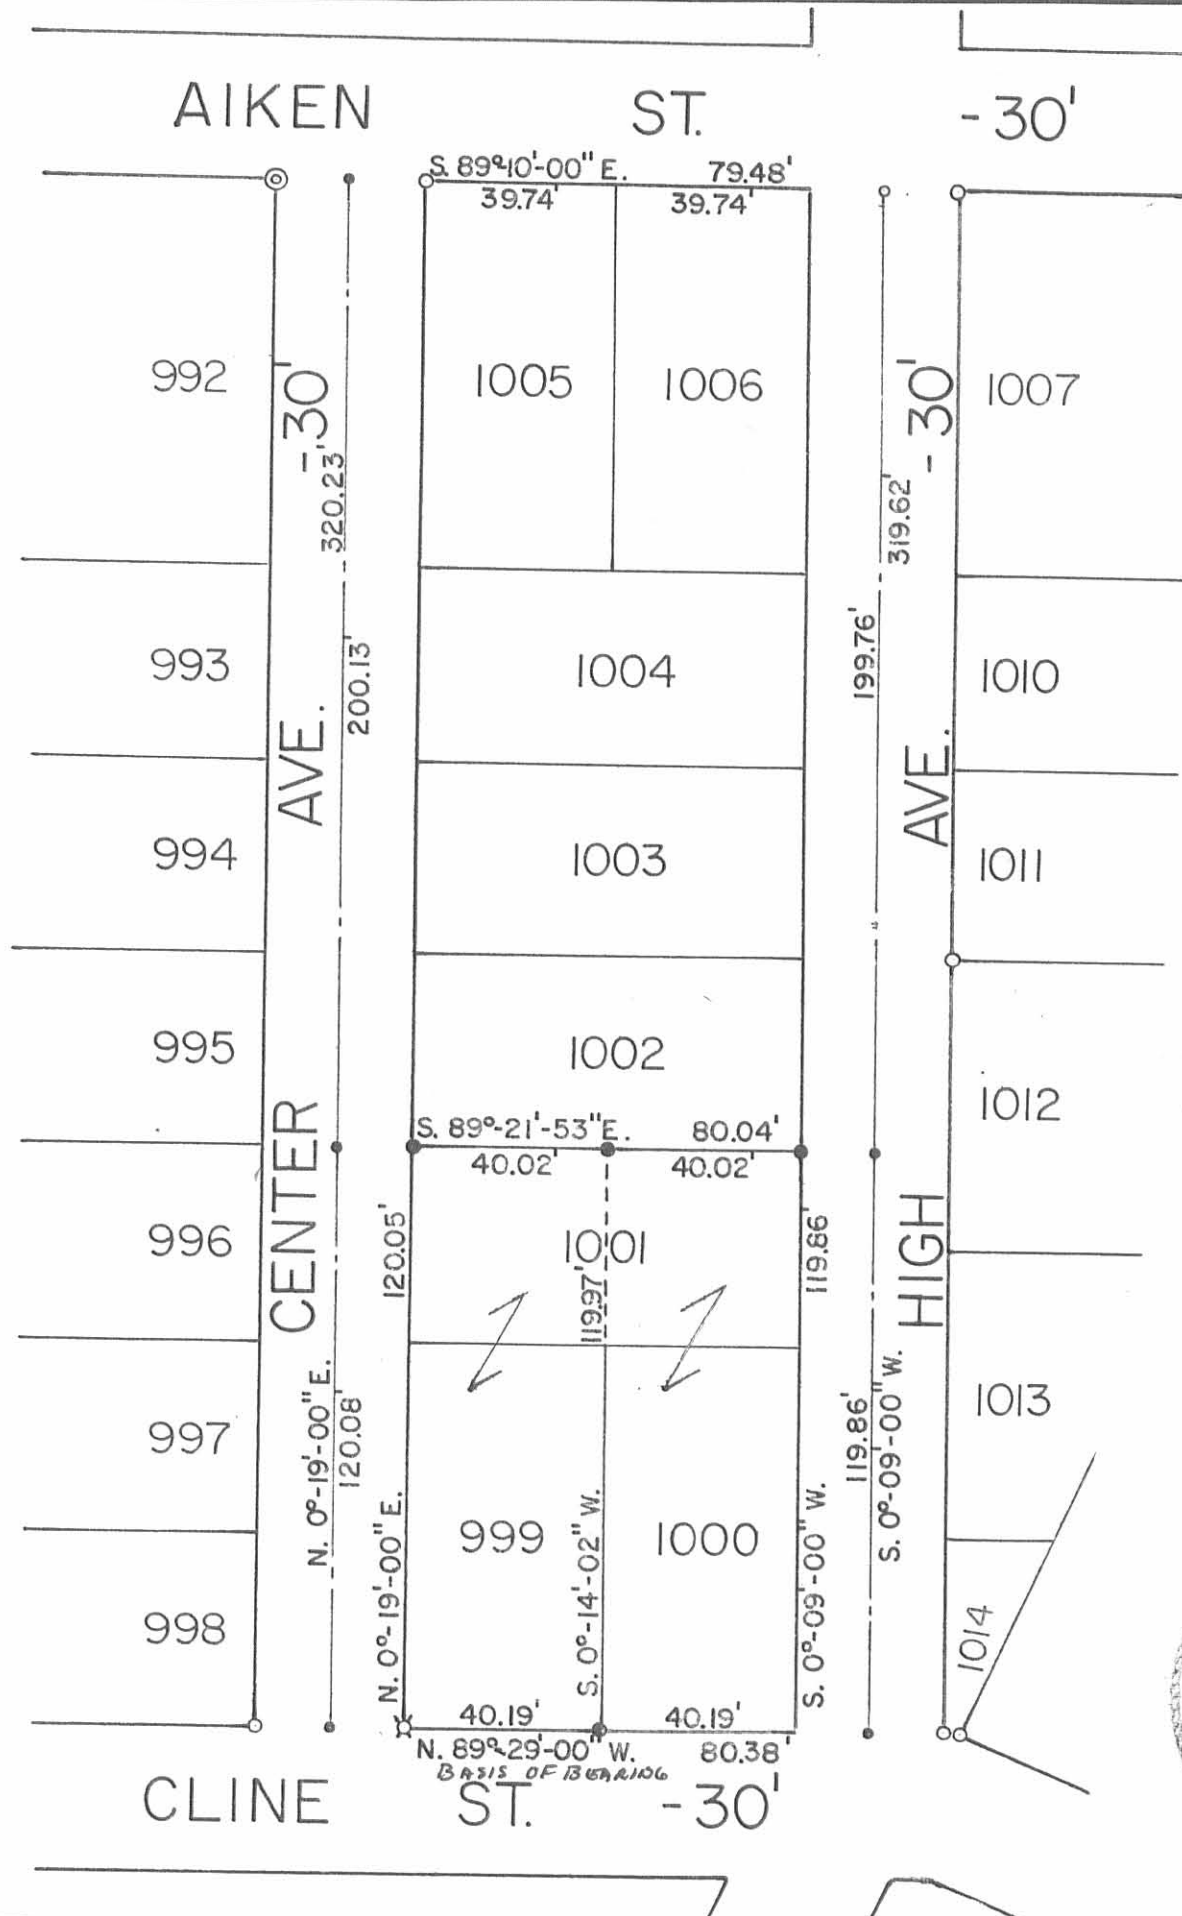 AIKEN ST. -30'
S. 89°-10'-00" E. 79.48'
39.74' 39.74'
992
-30'
320.23'
1005
1006
-30'
319.62'
1007
993
200.13'
1004
199.76'
1010
AVE.
AVE.
994
1003
1011
995
1002
1012
S. 89°-21'-53" E. 80.04'
40.02' 40.02'
CENTER
996
120.05'
1001
119.97'
119.86'
HIGH
N. 0°-19'-00" E.
120.08'
119.86'
S. 0°-09'-00" W.
1013
997
N. 0°-19'-00" E.
999
S. 0°-14'-02" W.
1000
S. 0°-09'-00" W.
998
1014
40.19' 40.19'
N. 89°-29'-00" W. 80.38'
BASIS OF BEARING
CLINE ST. -30'